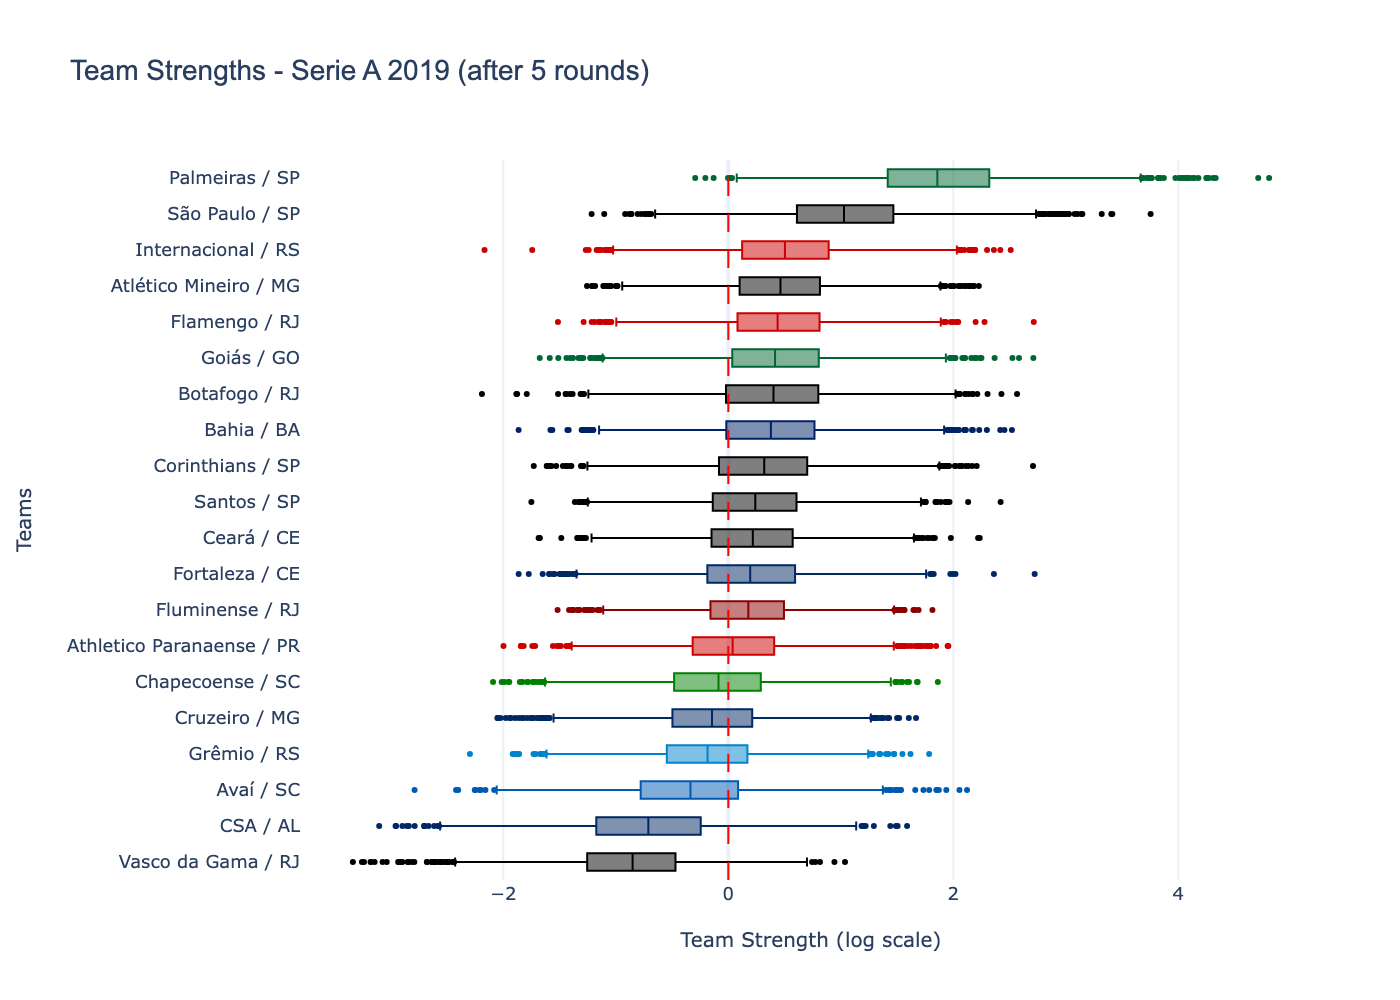 Team Strengths - Serie A 2019 (after 5 rounds)
Teams
Palmeiras / SP
São Paulo / SP
Internacional / RS
Atlético Mineiro / MG
Flamengo / RJ
Goiás / GO
Botafogo / RJ
Bahia / BA
Corinthians / SP
Santos / SP
Ceará / CE
Fortaleza / CE
Fluminense / RJ
Athletico Paranaense / PR
Chapecoense / SC
Cruzeiro / MG
Grêmio / RS
Avaí / SC
CSA / AL
Vasco da Gama / RJ
−2 0 2 4
Team Strength (log scale)